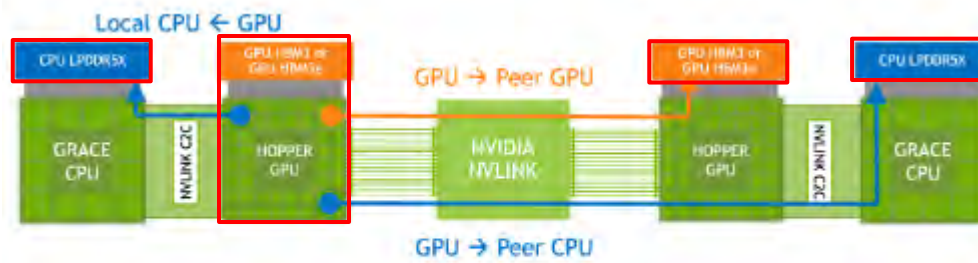 Local CPU ← GPU
CPU LPDDR5X
GPU HBM3 or
GPU HBM3e
GPU → Peer GPU
GPU HBM3 or
GPU HBM3e
CPU LPDDR5X
GRACE
CPU
NVLINK C2C
HOPPER
GPU
NVIDIA
NVLINK
HOPPER
GPU
NVLINK C2C
GRACE
CPU
GPU → Peer CPU